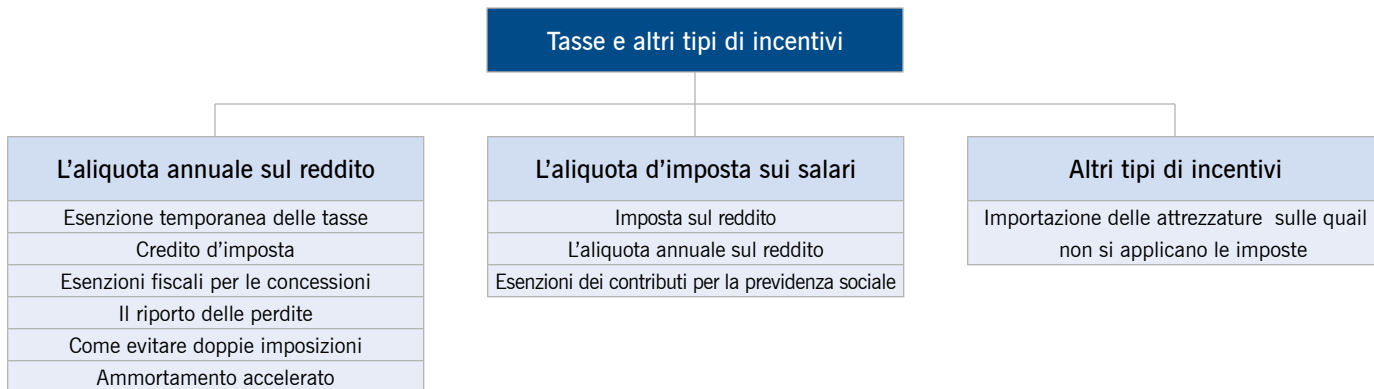 Tasse e altri tipi di incentivi
L'aliquota annuale sul reddito
Esenzione temporanea delle tasse
Credito d'imposta
Esenzioni fiscali per le concessioni
Il riporto delle perdite
Come evitare doppie imposizioni
Ammortamento accelerato
L'aliquota d'imposta sui salari
Imposta sul reddito
L'aliquota annuale sul reddito
Esenzioni dei contributi per la previdenza sociale
Altri tipi di incentivi
Importazione delle attrezzature sulle quail
non si applicano le imposte